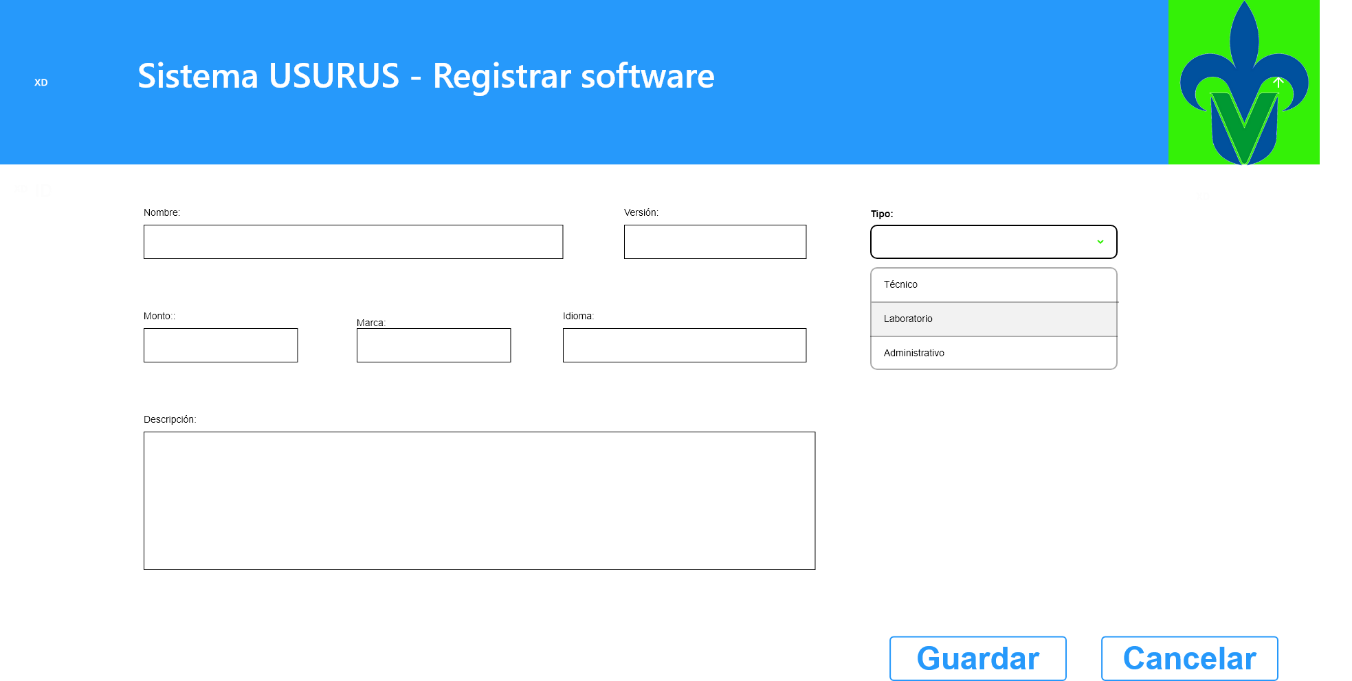 XD
Sistema USURUS - Registrar software
Nombre:
Versión:
Tipo:
Técnico
Laboratorio
Administrativo
Monto::
Marca:
Idioma:
Descripción:
Guardar
Cancelar